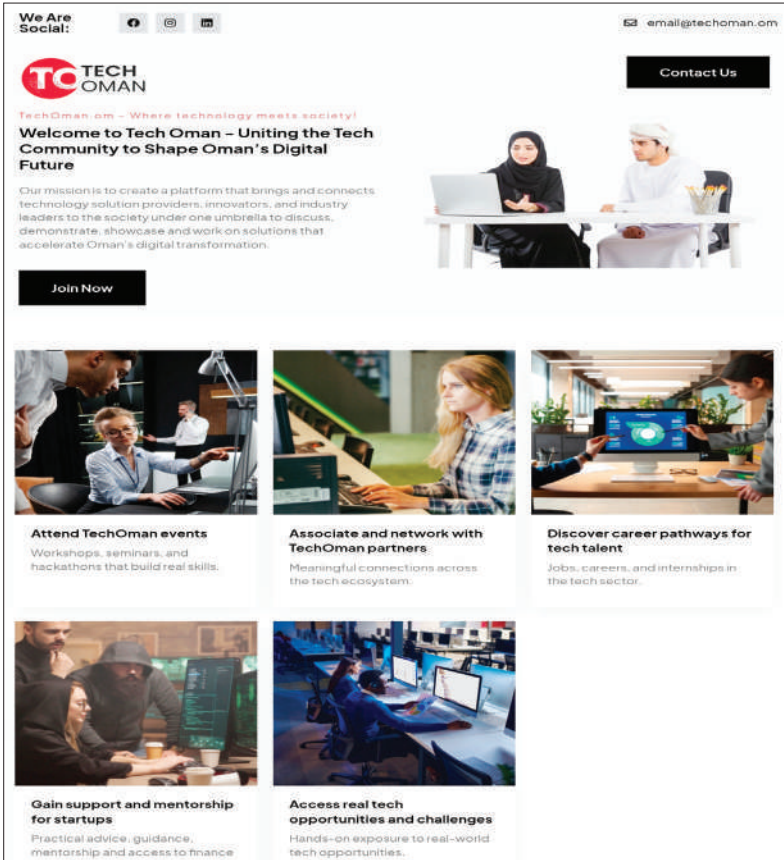 We Are
Social:
email@techoman.om
TC TECH
OMAN
Contact Us
TechOman.om - Where technology meets society!
Welcome to Tech Oman – Uniting the Tech
Community to Shape Oman's Digital
Future
Our mission is to create a platform that brings and connects
technology solution providers, innovators, and industry
leaders to the society under one umbrella to discuss,
demonstrate, showcase and work on solutions that
accelerate Oman's digital transformation.
Join Now
Attend TechOman events
Workshops, seminars, and
hackathons that build real skills.
Associate and network with
TechOman partners
Meaningful connections across
the tech ecosystem.
Discover career pathways for
tech talent
Jobs, careers, and internships in
the tech sector.
Gain support and mentorship
for startups
Practical advice, guidance,
mentorship and access to finance
Access real tech
opportunities and challenges
Hands-on exposure to real-world
tech opportunities.